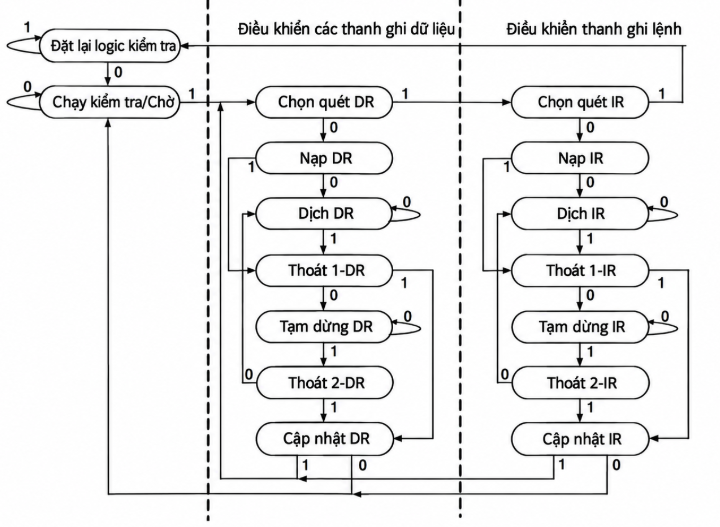 Điều khiển các thanh ghi dữ liệu
Điều khiển thanh ghi lệnh
1
Đặt lại logic kiểm tra
0
0
Chạy kiểm tra/Chờ
1
Chọn quét DR
1
Chọn quét IR
1
0
0
Nạp DR
1
0
Nạp IR
1
0
Dịch DR
0
1
Dịch IR
0
1
Thoát 1-DR
1
0
Thoát 1-IR
1
0
Tạm dừng DR
0
1
Tạm dừng IR
0
1
0
Thoát 2-DR
1
0
Thoát 2-IR
1
Cập nhật DR
1
0
Cập nhật IR
1
0